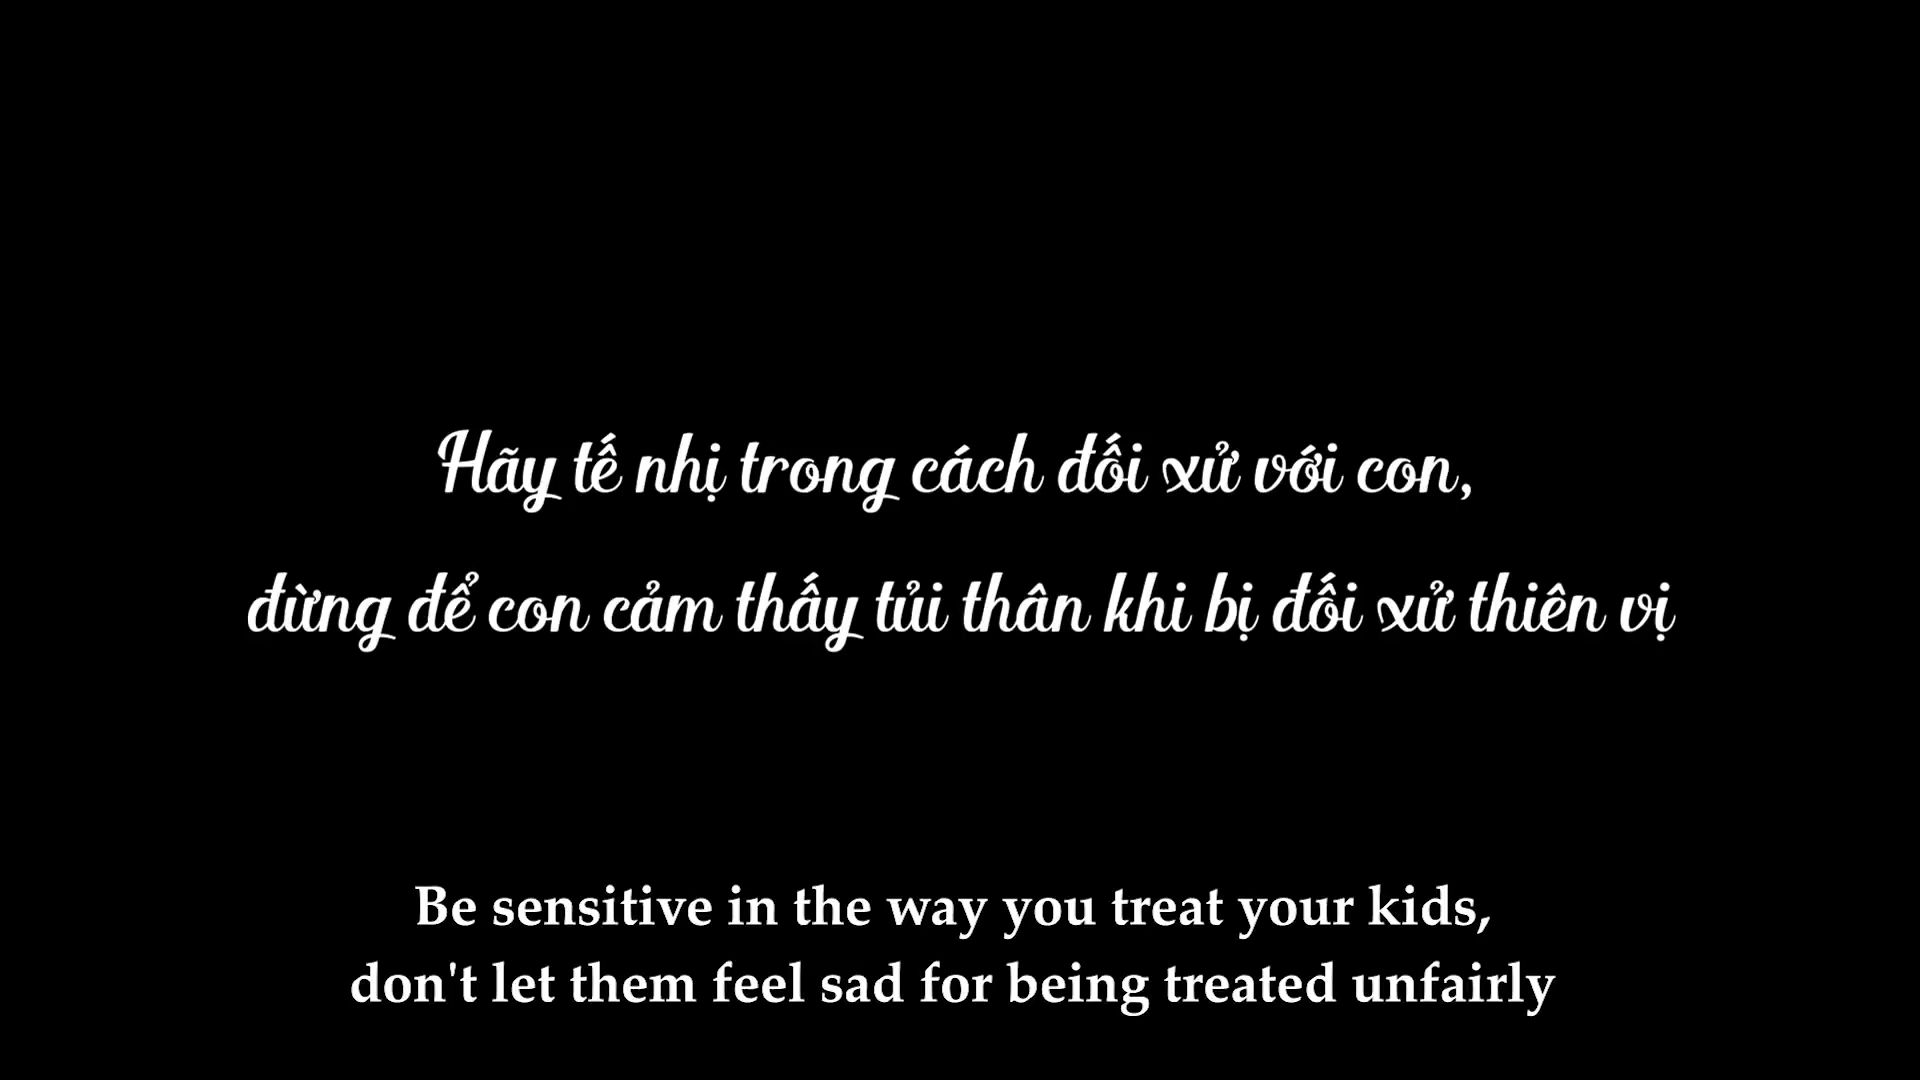 Hãy tế nhị trong cách đối xử với con,
đừng để con cảm thấy tủi thân khi bị đối xử thiên vị
Be sensitive in the way you treat your kids,
don't let them feel sad for being treated unfairly